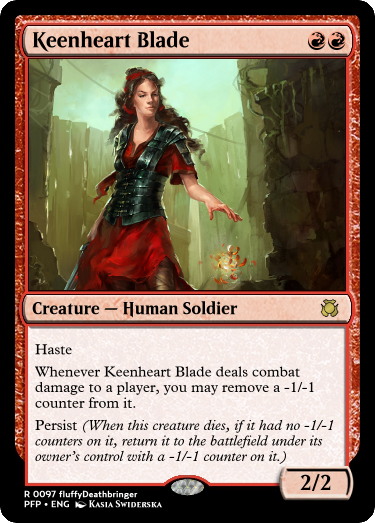 Keenheart Blade
Creature — Human Soldier
Haste
Whenever Keenheart Blade deals combat
damage to a player, you may remove a -1/-1
counter from it.
Persist (When this creature dies, if it had no -1/-1
counters on it, return it to the battlefield under its
owner's control with a -1/-1 counter on it.)
2/2
R 0097 fluffyDeathbringer
PFP • ENG Kasia Swiderska